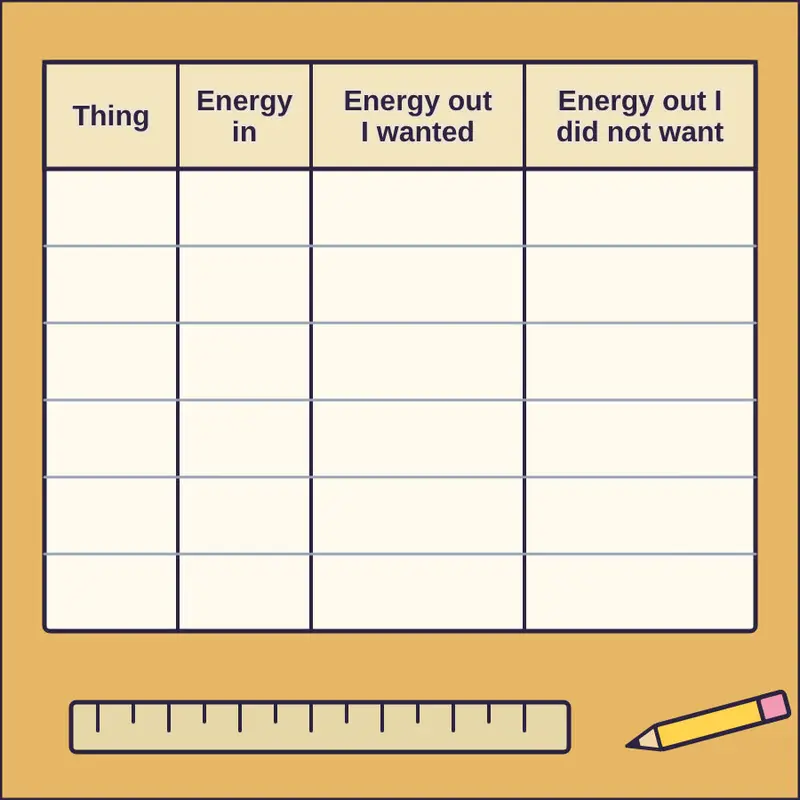 Thing
Energy
in
Energy out
I wanted
Energy out I
did not want